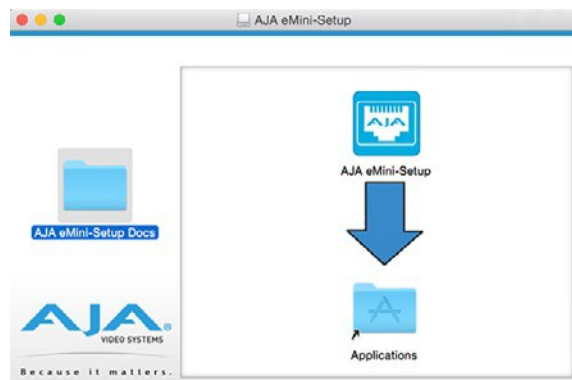 AJA eMini-Setup
AJA
AJA eMini-Setup
AJA eMini-Setup Docs
AJA®
VIDEO SYSTEMS
Because it matters.
Applications